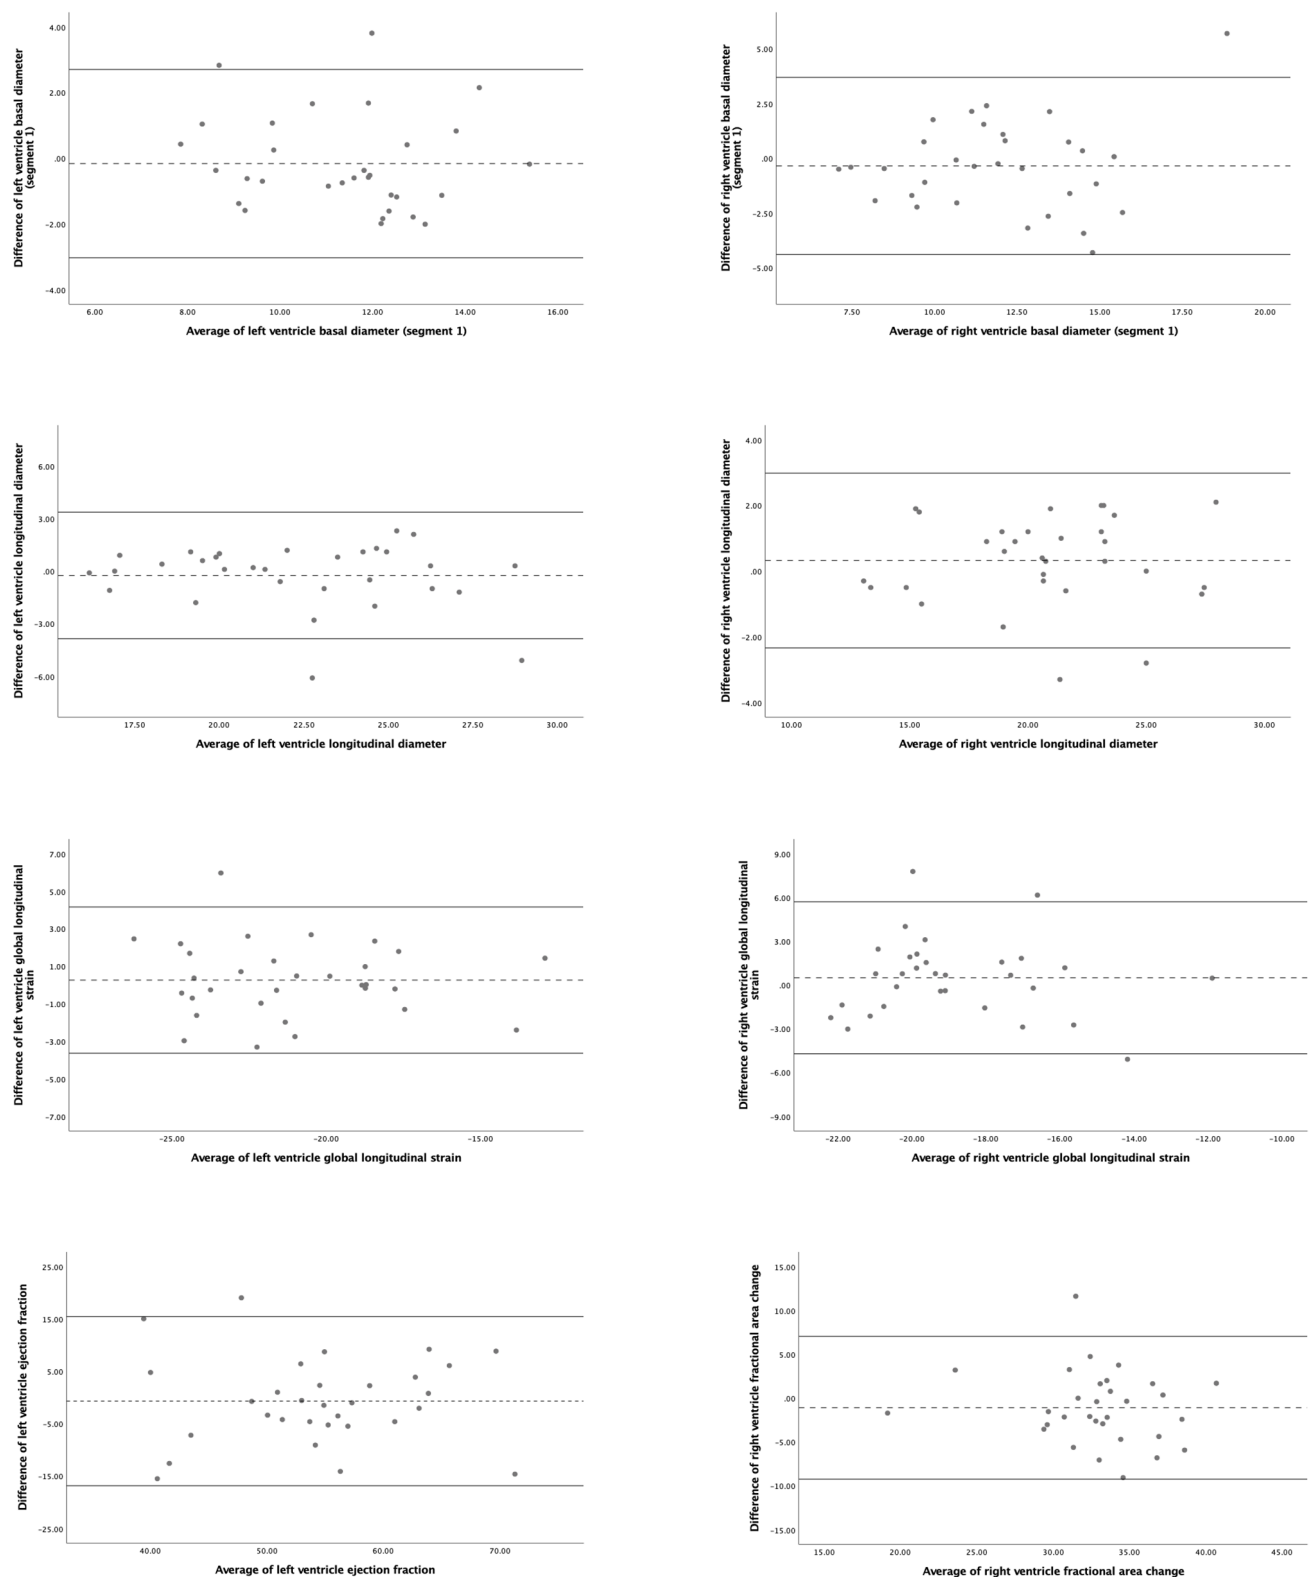 Difference of left ventricle basal diameter
(segment 1)
4.00
2.00
.00
-2.00
-4.00
6.00 8.00 10.00 12.00 14.00 16.00
Average of left ventricle basal diameter (segment 1)
Difference of right ventricle basal diameter
(segment 1)
5.00
2.50
.00
-2.50
-5.00
7.50 10.00 12.50 15.00 17.50 20.00
Average of right ventricle basal diameter (segment 1)
Difference of left ventricle longitudinal diameter
6.00
3.00
.00
-3.00
-6.00
17.50 20.00 22.50 25.00 27.50 30.00
Average of left ventricle longitudinal diameter
Difference of right ventricle longitudinal diameter
4.00
2.00
.00
-2.00
-4.00
10.00 15.00 20.00 25.00 30.00
Average of right ventricle longitudinal diameter
Difference of left ventricle global longitudinal
strain
7.00
5.00
3.00
1.00
-1.00
-3.00
-5.00
-7.00
-25.00 -20.00 -15.00
Average of left ventricle global longitudinal strain
Difference of right ventricle global longitudinal
strain
9.00
6.00
3.00
.00
-3.00
-6.00
-9.00
-22.00 -20.00 -18.00 -16.00 -14.00 -12.00 -10.00
Average of right ventricle global longitudinal strain
Difference of left ventricle ejection fraction
25.00
15.00
5.00
-5.00
-15.00
-25.00
40.00 50.00 60.00 70.00
Average of left ventricle ejection fraction
Difference of right ventricle fractional area change
15.00
10.00
5.00
.00
-5.00
-10.00
-15.00
15.00 20.00 25.00 30.00 35.00 40.00 45.00
Average of right ventricle fractional area change